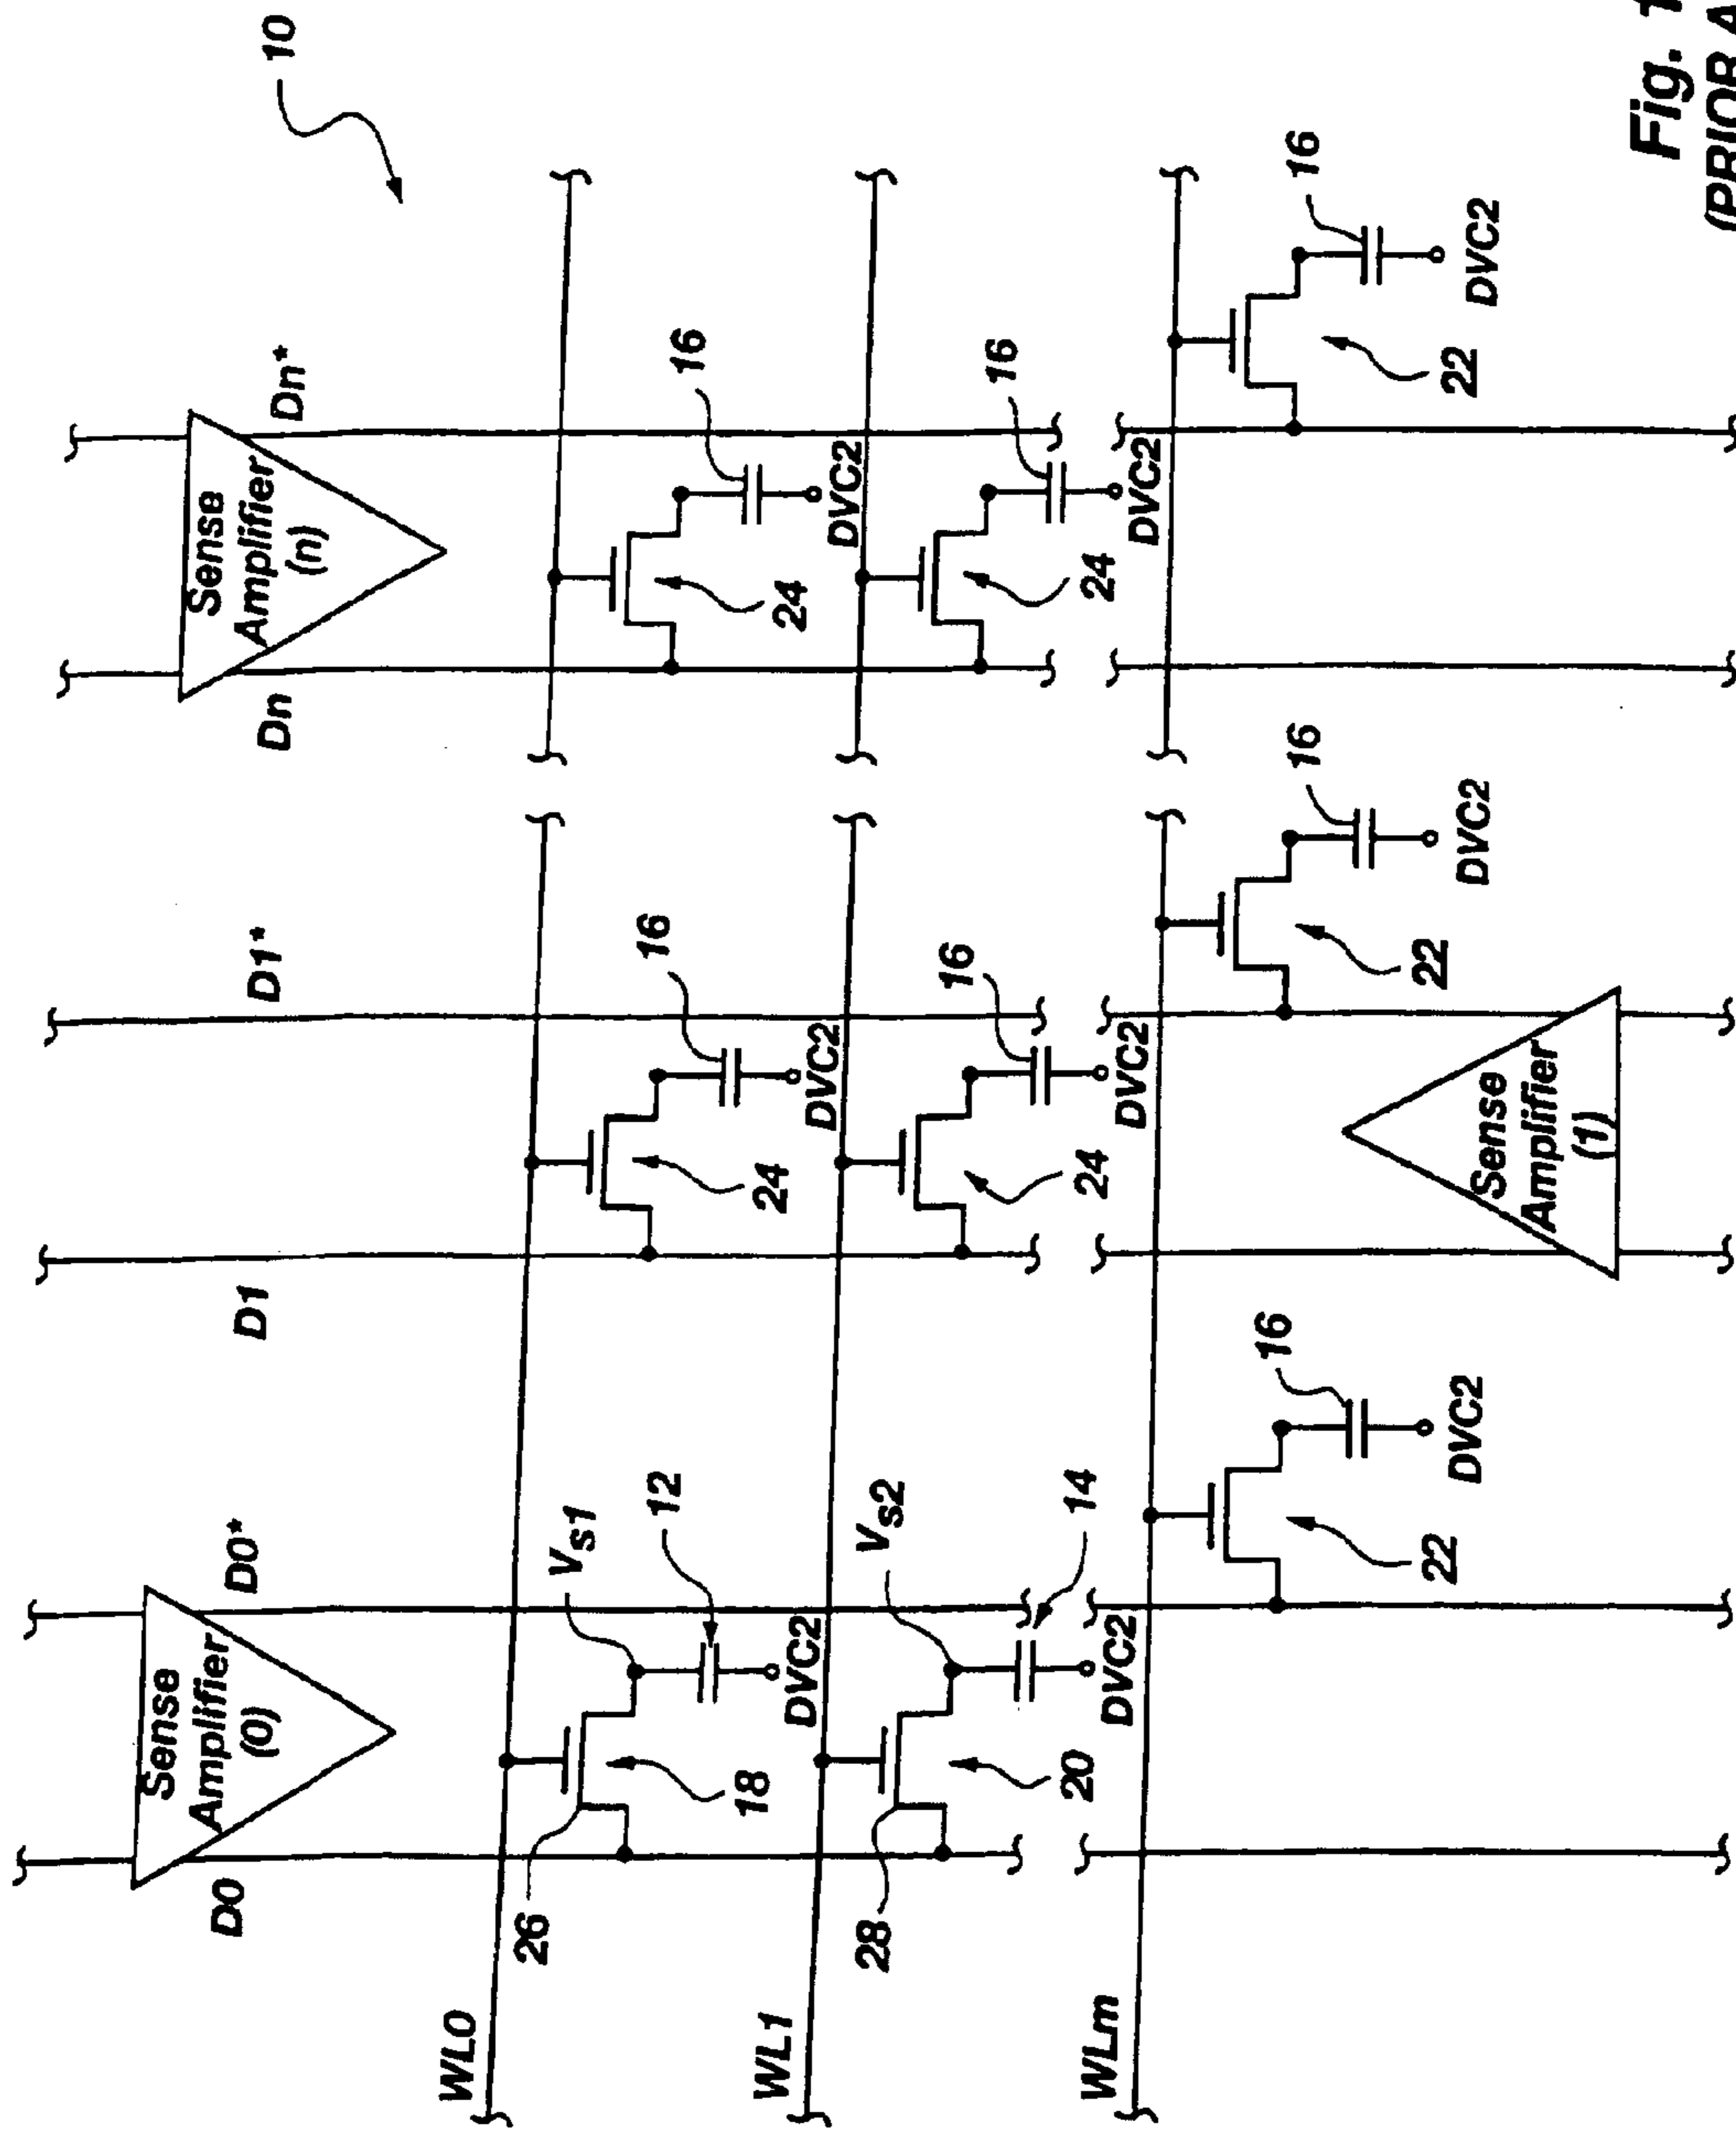 10
Sense
Amplifier
(0)
D0
D0*
D1
D1*
Sense
Amplifier
(n)
Dn
Dn*
WL0
26
18
Vs1
12
DVC2
24
16
DVC2
24
16
DVC2
WL1
28
20
Vs2
14
DVC2
24
16
DVC2
24
16
DVC2
WLm
22
16
DVC2
22
16
DVC2
22
16
DVC2
Sense
Amplifier
(1)
Fig. 1
(PRIOR A